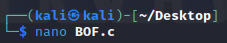 ┌──(kali㉿kali)-[~/Desktop]
└─$ nano BOF.c